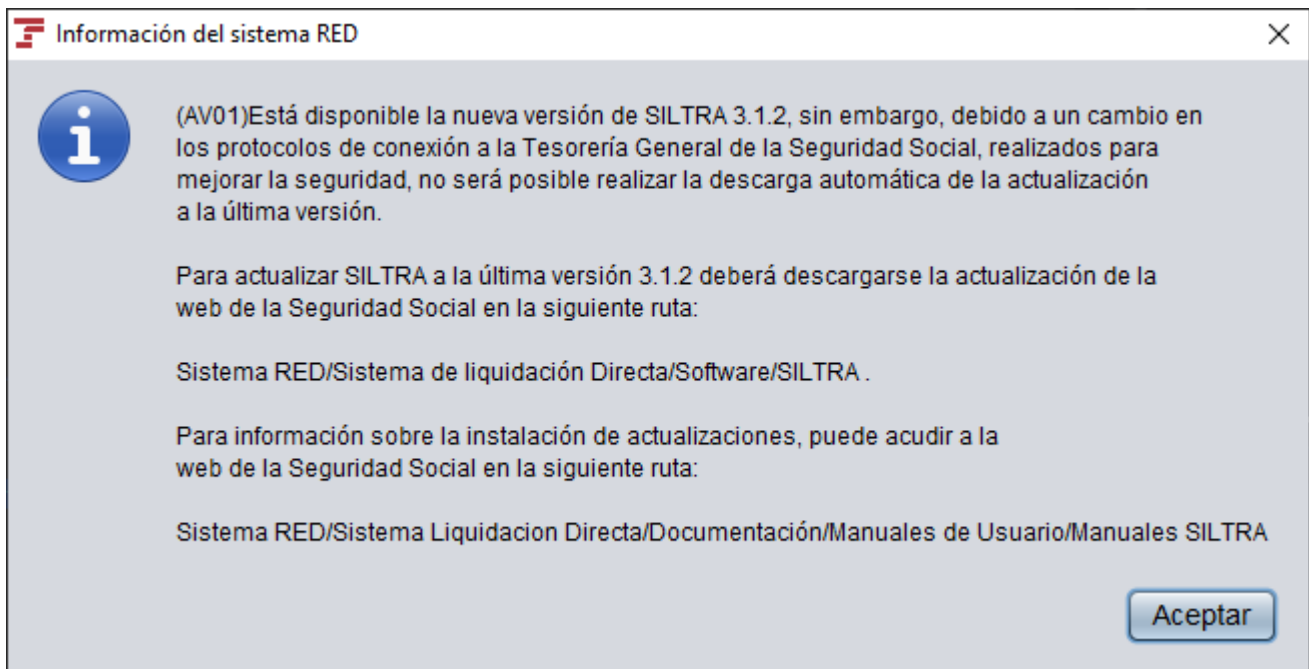 Información del sistema RED
(AV01)Está disponible la nueva versión de SILTRA 3.1.2, sin embargo, debido a un cambio en
los protocolos de conexión a la Tesorería General de la Seguridad Social, realizados para
mejorar la seguridad, no será posible realizar la descarga automática de la actualización
a la última versión.
Para actualizar SILTRA a la última versión 3.1.2 deberá descargarse la actualización de la
web de la Seguridad Social en la siguiente ruta:
Sistema RED/Sistema de liquidación Directa/Software/SILTRA .
Para información sobre la instalación de actualizaciones, puede acudir a la
web de la Seguridad Social en la siguiente ruta:
Sistema RED/Sistema Liquidacion Directa/Documentación/Manuales de Usuario/Manuales SILTRA
Aceptar